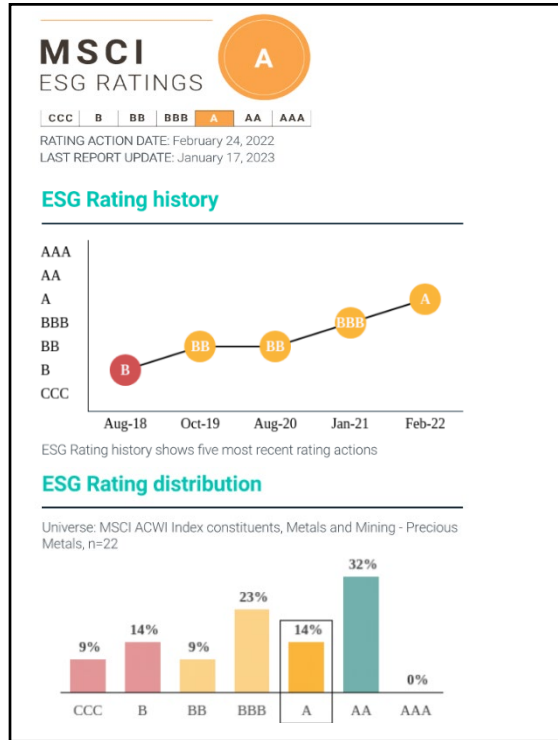 MSCI
ESG RATINGS
A
CCC B BB BBB A AA AAA
RATING ACTION DATE: February 24, 2022
LAST REPORT UPDATE: January 17, 2023
ESG Rating history
AAA
AA
A
BBB
BB
B
CCC
B BB BB BBB A
Aug-18 Oct-19 Aug-20 Jan-21 Feb-22
ESG Rating history shows five most recent rating actions
ESG Rating distribution
Universe: MSCI ACWI Index constituents, Metals and Mining - Precious
Metals, n=22
9% 14% 9% 23% 14% 32% 0%
CCC B BB BBB A AA AAA